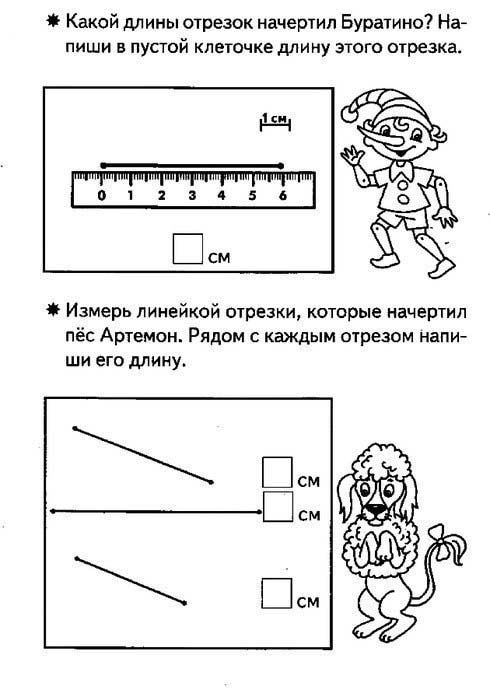 ✷ Какой длины отрезок начертил Буратино? На-
пиши в пустой клеточке длину этого отрезка.
1 см
0 1 2 3 4 5 6
см
✷ Измерь линейкой отрезки, которые начертил
пёс Артемон. Рядом с каждым отрезом напи-
ши его длину.
см
см
см